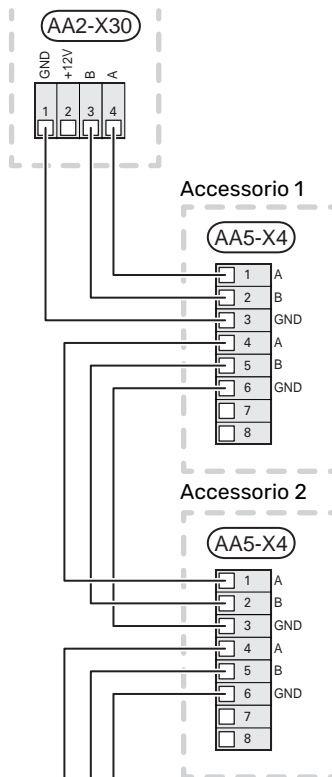 AA2-X30
GND +12V B A
1 2 3 4
Accessorio 1
AA5-X4
1 A
2 B
3 GND
4 A
5 B
6 GND
7
8
Accessorio 2
AA5-X4
1 A
2 B
3 GND
4 A
5 B
6 GND
7
8